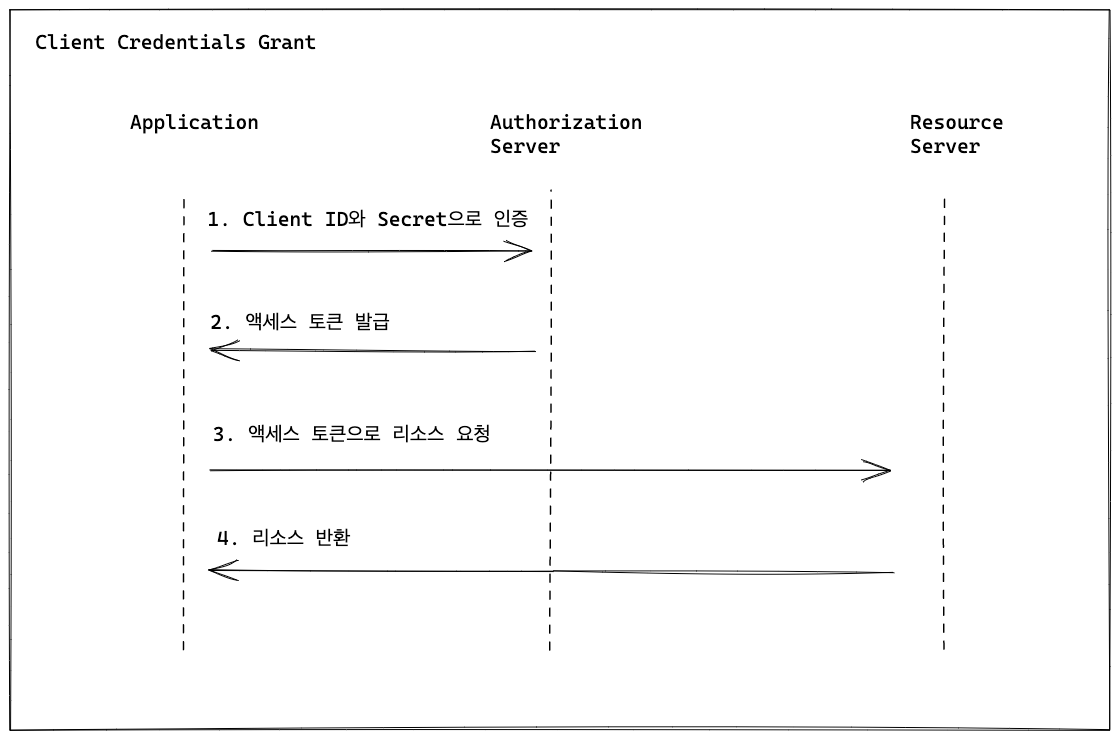 Client Credentials Grant
Application
Authorization
Server
Resource
Server
1. Client ID와 Secret으로 인증
2. 액세스 토큰 발급
3. 액세스 토큰으로 리소스 요청
4. 리소스 반환